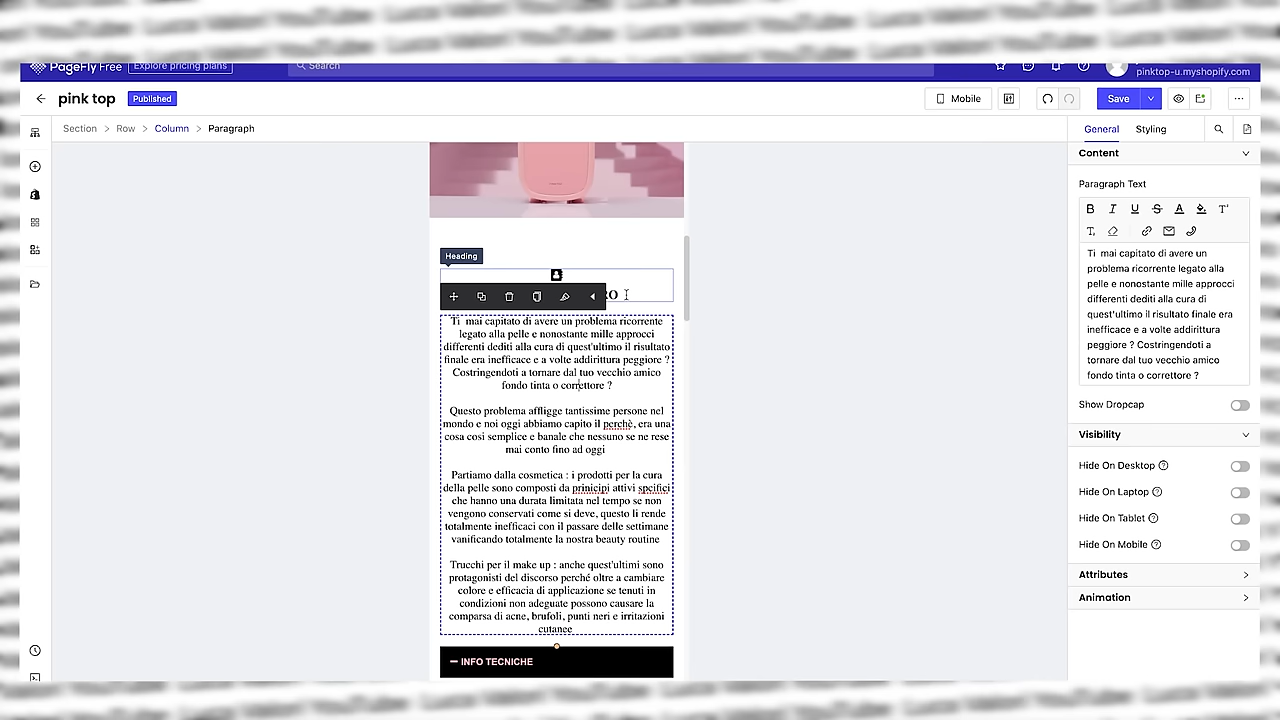 PageFly Free Explore pricing plans Search pinktop-u.myshopify.com
pink top Published Mobile Save
Section > Row > Column > Paragraph
General Styling
Content
Heading
RO
Ti mai capitato di avere un problema ricorrente
legato alla pelle e nonostante mille approcci
differenti dediti alla cura di quest'ultimo il risultato
finale era inefficace e a volte addirittura peggiore ?
Costringendoti a tornare dal tuo vecchio amico
fondo tinta o correttore ?
Questo problema affligge tantissime persone nel
mondo e noi oggi abbiamo capito il perchè, era una
cosa così semplice e banale che nessuno se ne rese
mai conto fino ad oggi
Partiamo dalla cosmetica : i prodotti per la cura
della pelle sono composti da prinicipi attivi spcifici
che hanno una durata limitata nel tempo se non
vengono conservati come si deve, questo li rende
totalmente inefficaci con il passare delle settimane
vanificando totalmente la nostra beauty routine
Trucchi per il make up : anche quest'ultimi sono
protagonisti del discorso perché oltre a cambiare
colore e efficacia di applicazione se tenuti in
condizioni non adeguate possono causare la
comparsa di acne, brufoli, punti neri e irritazioni
cutanee
INFO TECNICHE
Paragraph Text
B I U S A T
T
Ti mai capitato di avere un
problema ricorrente legato alla
pelle e nonostante mille approcci
differenti dediti alla cura di
quest'ultimo il risultato finale era
inefficace e a volte addirittura
peggiore ? Costringendoti a
tornare dal tuo vecchio amico
fondo tinta o correttore ?
Show Dropcap
Visibility
Hide On Desktop
Hide On Laptop
Hide On Tablet
Hide On Mobile
Attributes
Animation